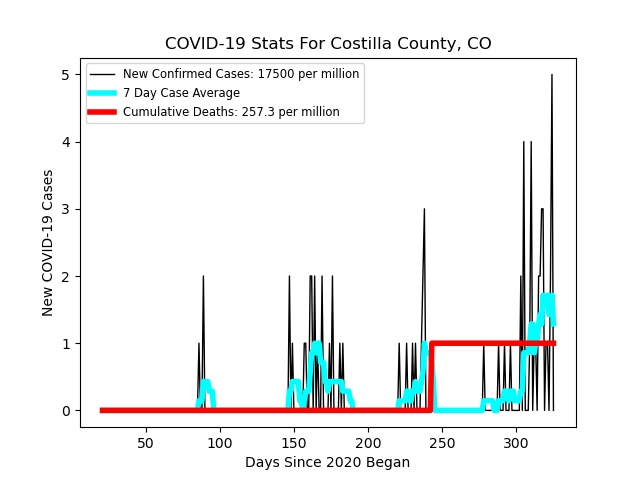 COVID-19 Stats For Costilla County, CO
New Confirmed Cases: 17500 per million
7 Day Case Average
Cumulative Deaths: 257.3 per million
New COVID-19 Cases
5
4
3
2
1
0
50 100 150 200 250 300
Days Since 2020 Began